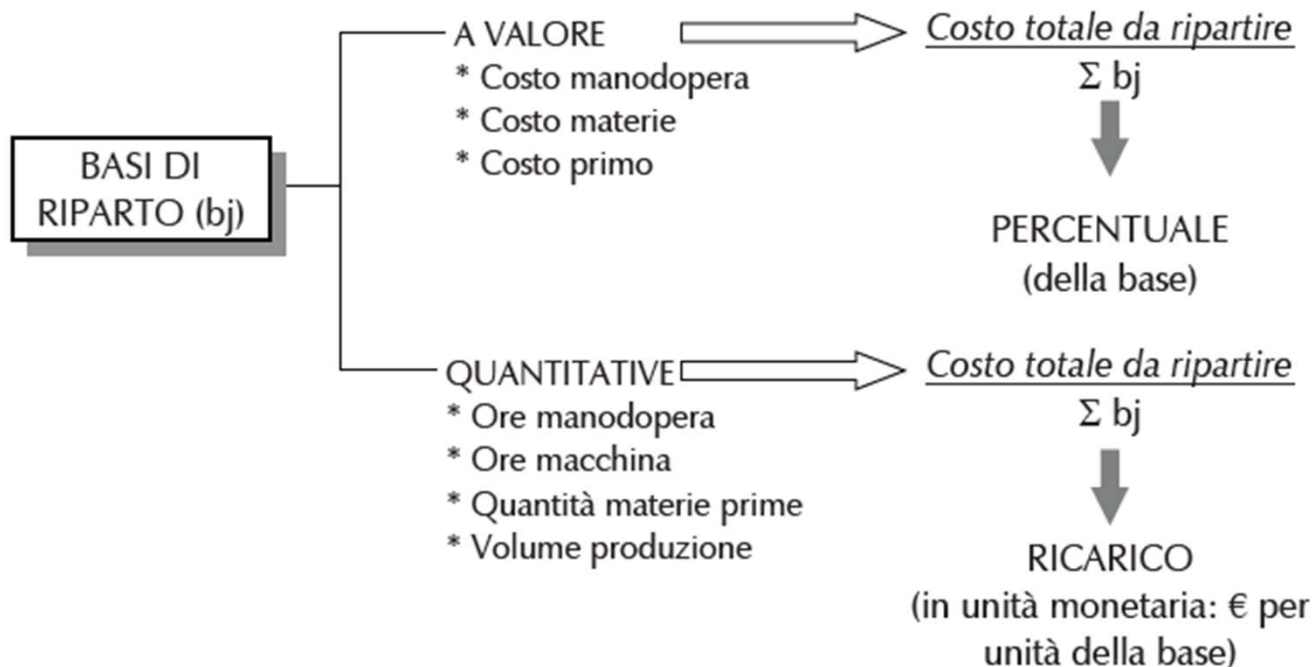 BASI DI
RIPARTO (bj)
A VALORE
* Costo manodopera
* Costo materie
* Costo primo
Costo totale da ripartire
Σ bj
PERCENTUALE
(della base)
QUANTITATIVE
* Ore manodopera
* Ore macchina
* Quantità materie prime
* Volume produzione
Costo totale da ripartire
Σ bj
RICARICO
(in unità monetaria: € per
unità della base)